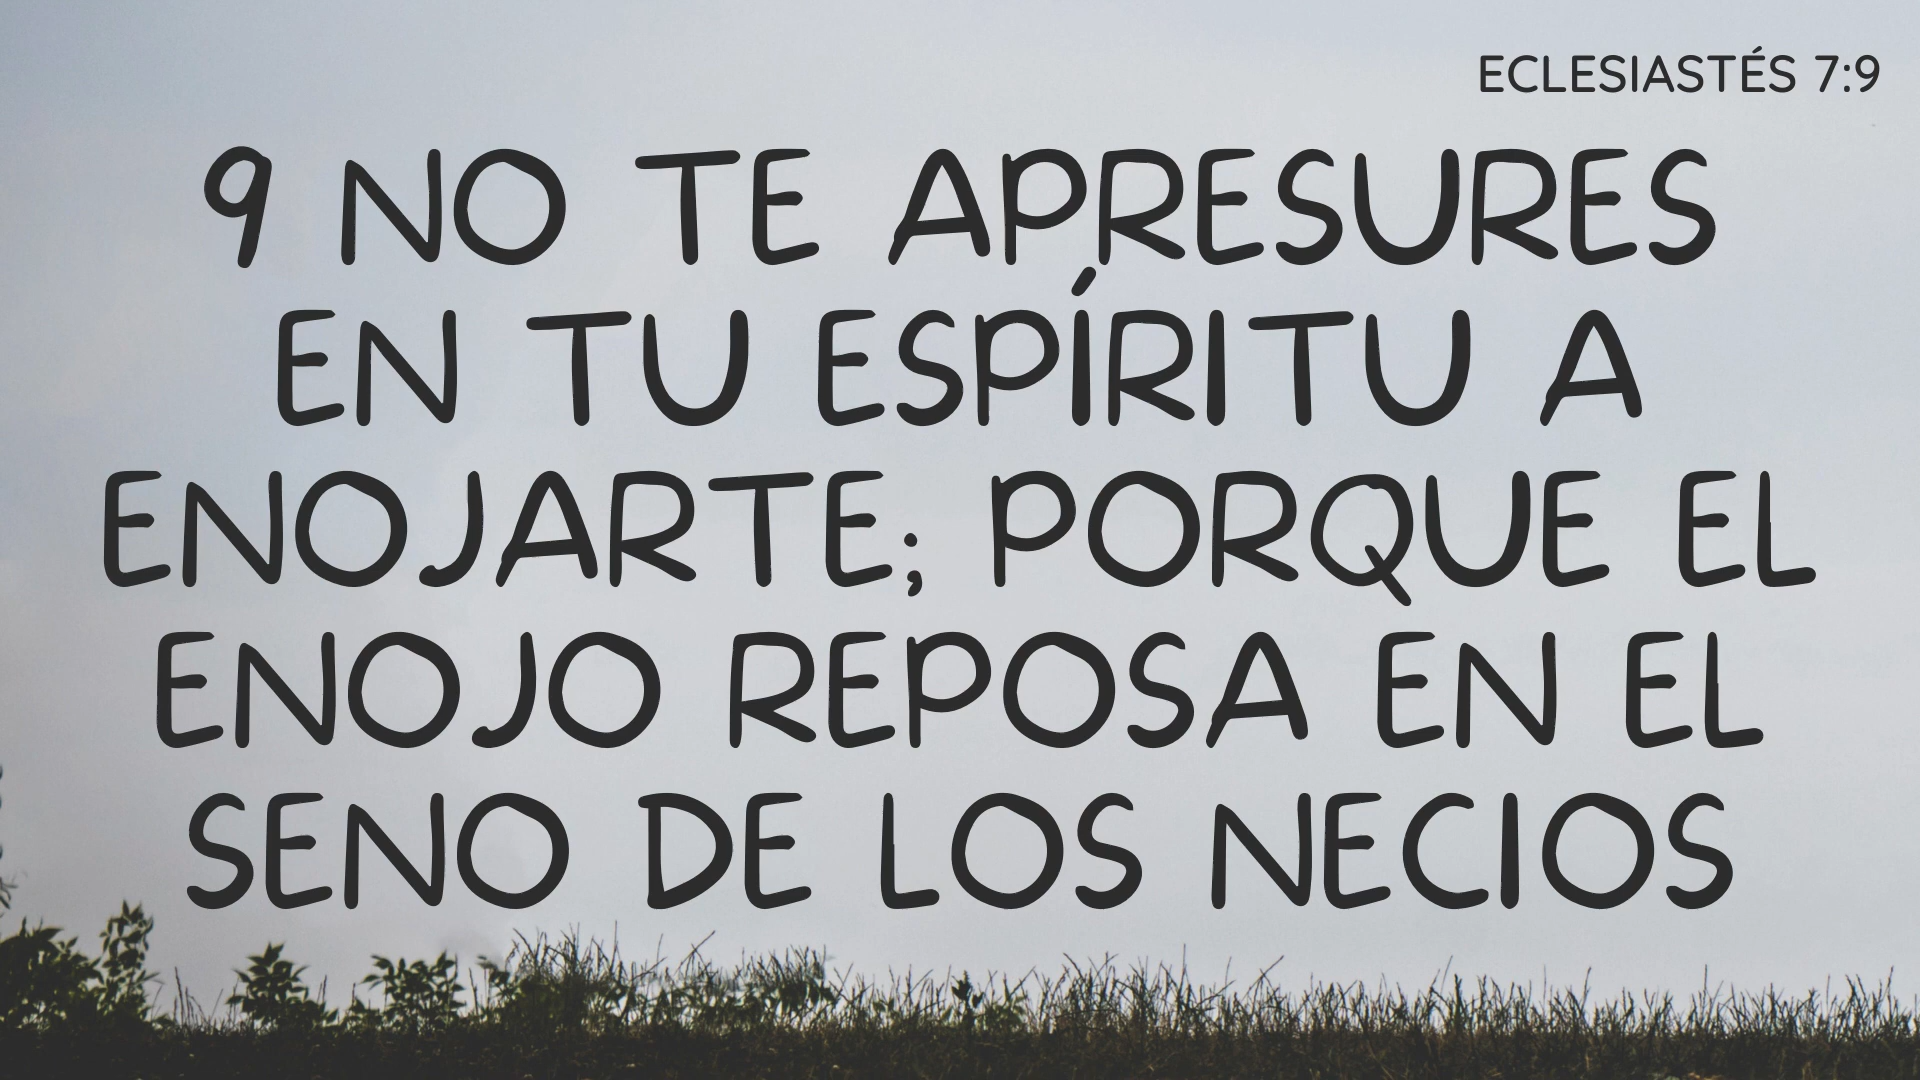 ECLESIASTÉS 7:9
9 NO TE APRESURES
EN TU ESPÍRITU A
ENOJARTE; PORQUE EL
ENOJO REPOSA EN EL
SENO DE LOS NECIOS